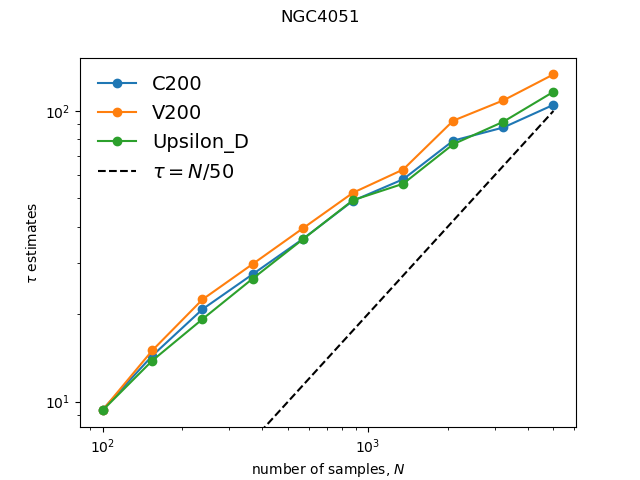 NGC4051
C200
V200
Upsilon_D
τ = N/50
10²
10¹
τ estimates
10²
10³
number of samples, N